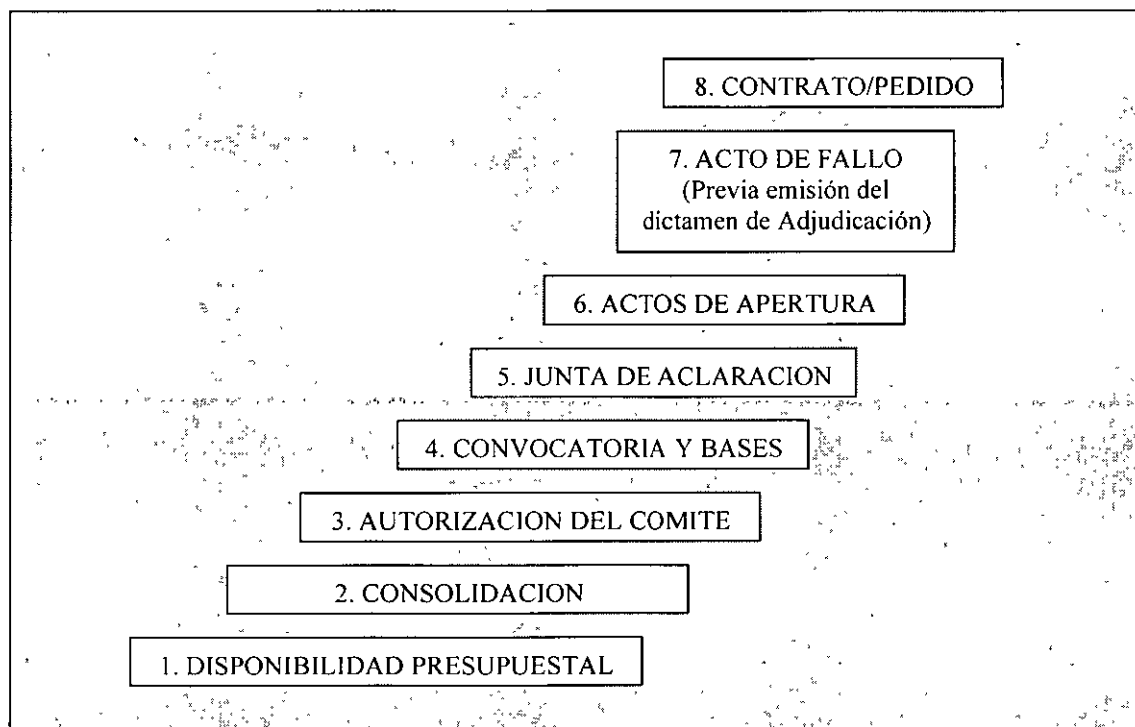 8. CONTRATO/PEDIDO
7. ACTO DE FALLO
(Previa emisión del
dictamen de Adjudicación)
6. ACTOS DE APERTURA
5. JUNTA DE ACLARACION
4. CONVOCATORIA Y BASES
3. AUTORIZACION DEL COMITE
2. CONSOLIDACION
1. DISPONIBILIDAD PRESUPUESTAL